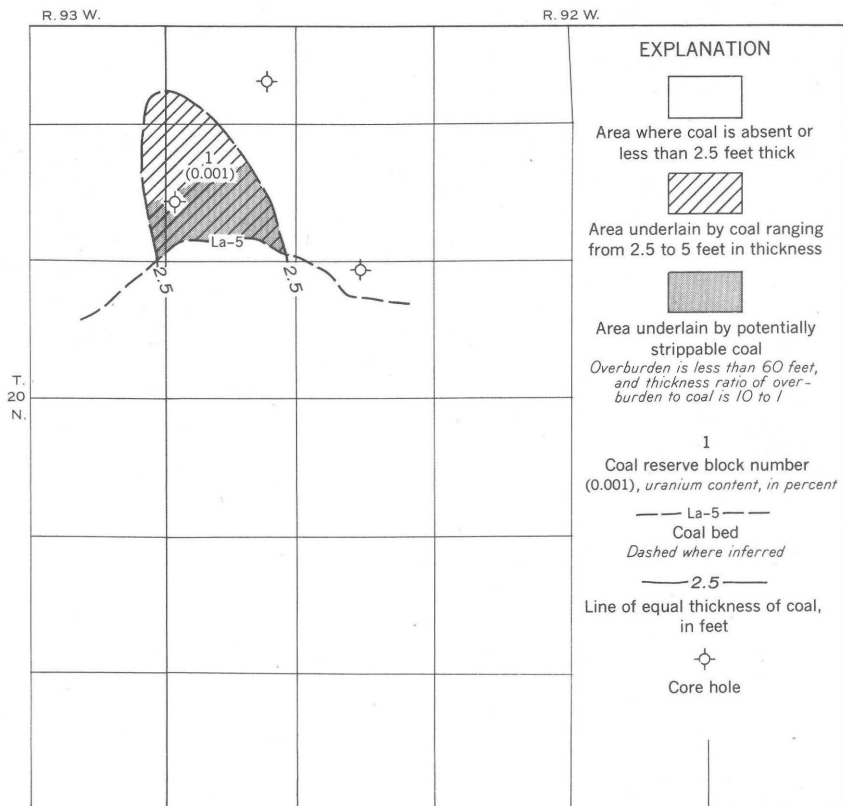 R. 93 W.
R. 92 W.
1
(0.001)
La-5
2.5
2.5
T.
20
N.
EXPLANATION
Area where coal is absent or
less than 2.5 feet thick
Area underlain by coal ranging
from 2.5 to 5 feet in thickness
Area underlain by potentially
strippable coal
Overburden is less than 60 feet,
and thickness ratio of over-
burden to coal is 10 to 1
1
Coal reserve block number
(0.001), uranium content, in percent
La-5
Coal bed
Dashed where inferred
2.5
Line of equal thickness of coal,
in feet
Core hole